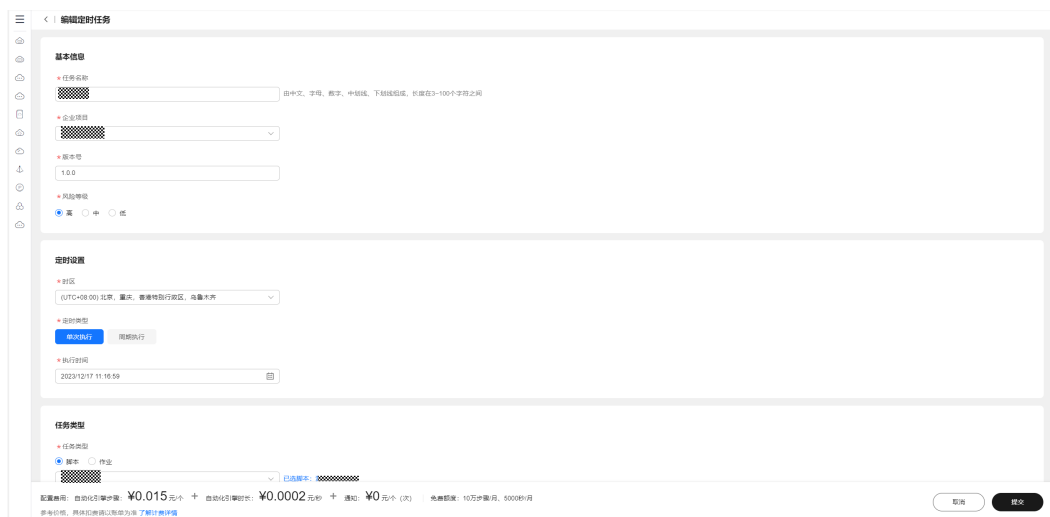 编辑定时任务
基本信息
* 任务名称
由中文、字母、数字、中划线、下划线组成，长度在3~100个字符之间
* 企业项目
* 版本号
1.0.0
* 风险等级
高 中 低
定时设置
* 时区
(UTC+08:00) 北京，重庆，香港特别行政区，乌鲁木齐
* 定时类型
单次执行 周期执行
* 执行时间
2023/12/17 11:16:59
任务类型
* 任务类型
脚本 作业
已选脚本：
配置费用： 自动化引擎步骤： ¥0.015 元/个 + 自动化引擎时长： ¥0.0002 元/秒 + 通知： ¥0 元/个（次） 免费额度：10万步骤/月，5000秒/月
参考价格，具体扣费请以账单为准 了解计费详情
取消 提交